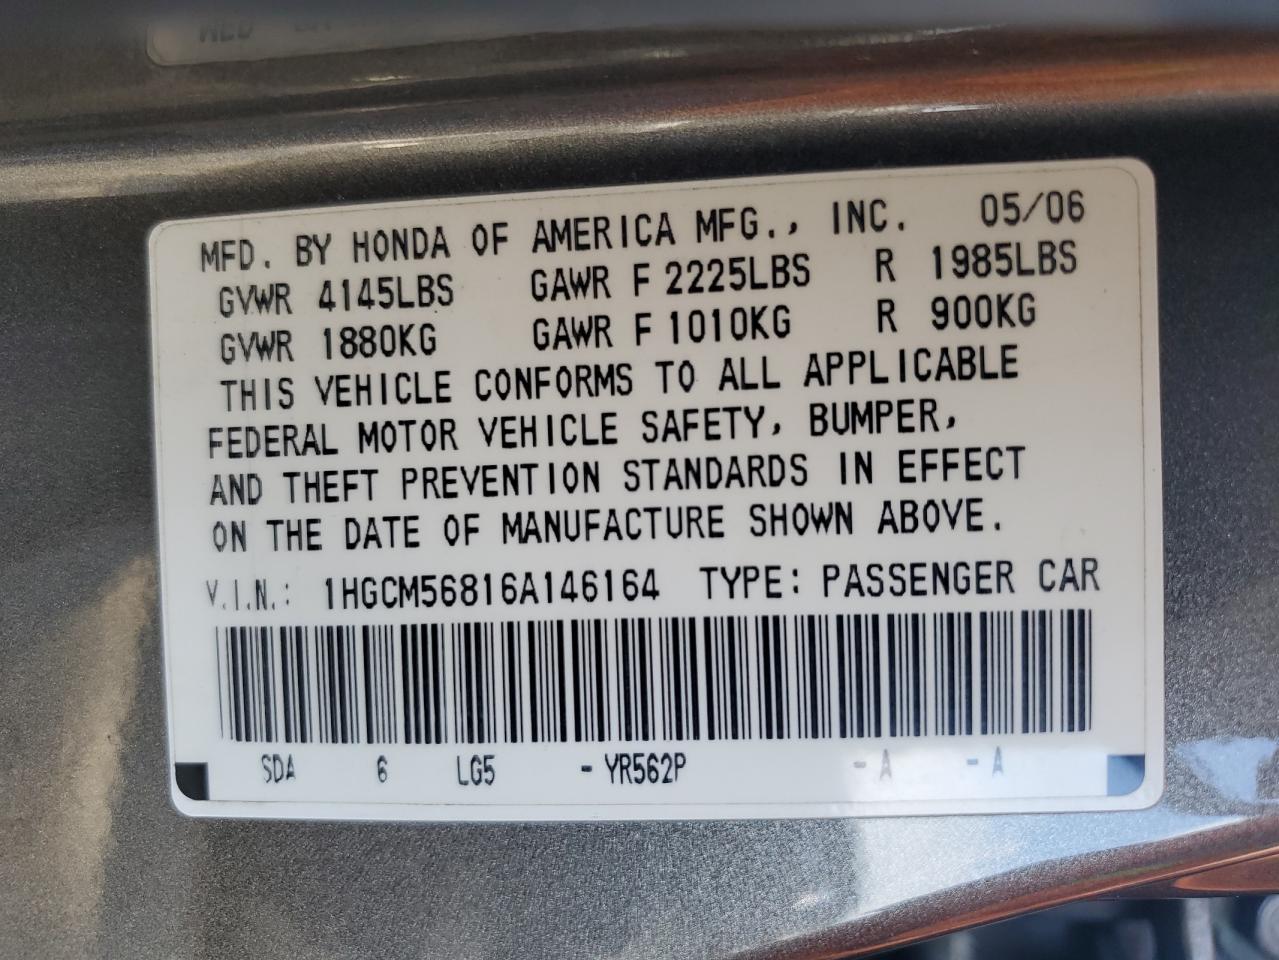 MFD. BY HONDA OF AMERICA MFG., INC. 05/06
GVWR 4145LBS GAWR F 2225LBS R 1985LBS
GVWR 1880KG GAWR F 1010KG R 900KG
THIS VEHICLE CONFORMS TO ALL APPLICABLE
FEDERAL MOTOR VEHICLE SAFETY, BUMPER,
AND THEFT PREVENTION STANDARDS IN EFFECT
ON THE DATE OF MANUFACTURE SHOWN ABOVE.
V.I.N.: 1HGCM56816A146164 TYPE: PASSENGER CAR
SDA 6 LG5 - YR562P - A - A